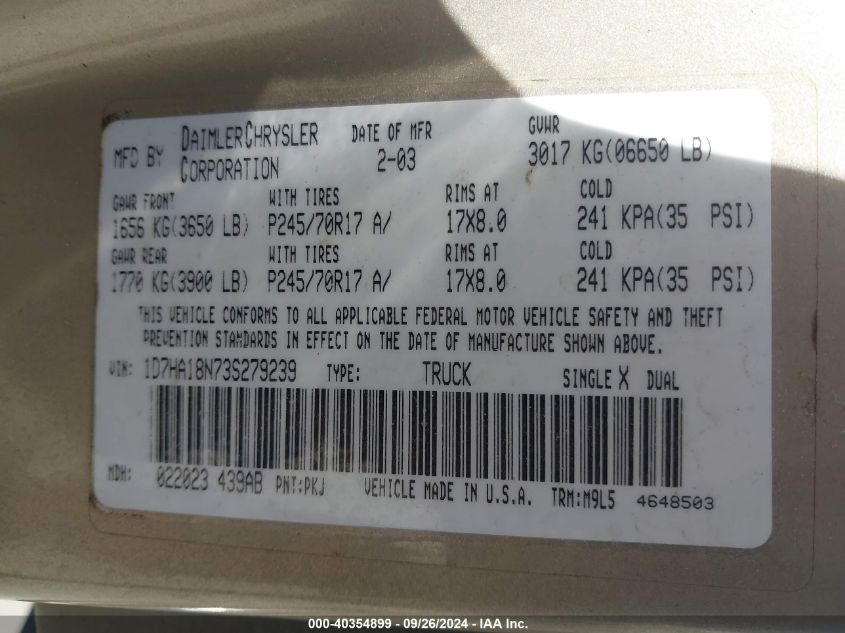 MFD BY DAIMLERCHRYSLER CORPORATION DATE OF MFR 2-03 GVWR 3017 KG(06650 LB)
GAWR FRONT WITH TIRES RIMS AT COLD
1656 KG(3650 LB) P245/70R17 A/ 17X8.0 241 KPA(35 PSI)
GAWR REAR WITH TIRES RIMS AT COLD
1770 KG(3900 LB) P245/70R17 A/ 17X8.0 241 KPA(35 PSI)
THIS VEHICLE CONFORMS TO ALL APPLICABLE FEDERAL MOTOR VEHICLE SAFETY AND THEFT
PREVENTION STANDARDS IN EFFECT ON THE DATE OF MANUFACTURE SHOWN ABOVE.
VIN: 1D7HA18N73S279239 TYPE: TRUCK SINGLE X DUAL
MDH: 022023 439AB PNT:PKJ VEHICLE MADE IN U.S.A. TRM:M9L5 4648503
000-40354899 - 09/26/2024 - IAA Inc.